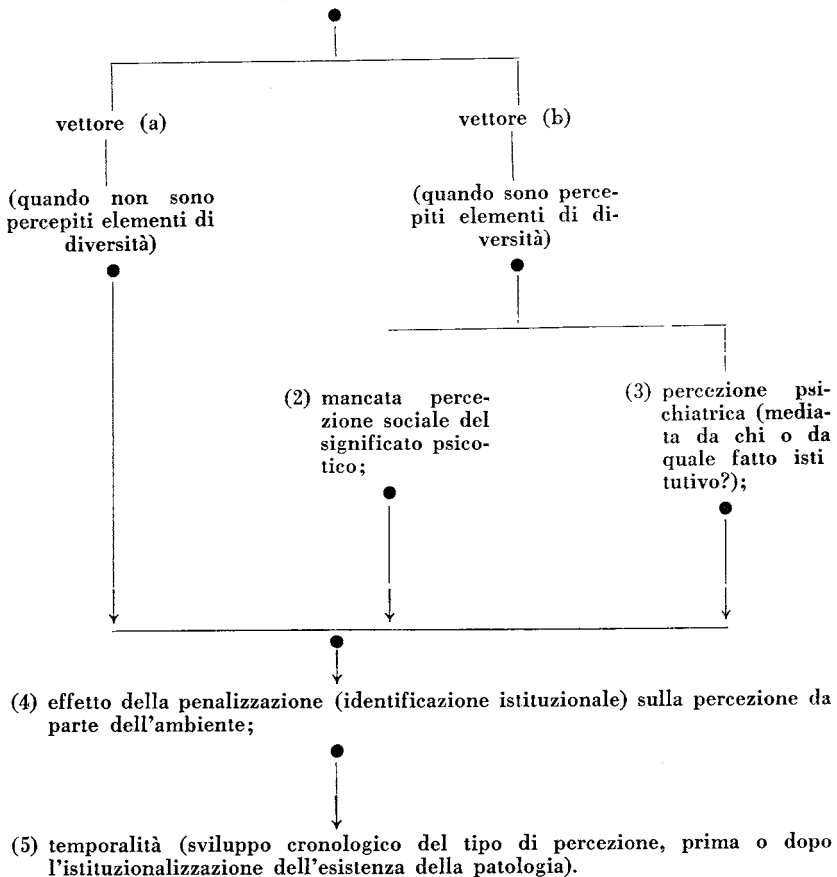 vettore (a)
vettore (b)
(quando non sono
percepiti elementi di
diversità)
(quando sono perce-
piti elementi di di-
versità)
(2) mancata perce-
zione sociale del
significato psico-
tico;
(3) percezione psi-
chiatrica (media-
ta da chi o da
quale fatto isti
tutivo?);
(4) effetto della penalizzazione (identificazione istituzionale) sulla percezione da
parte dell'ambiente;
(5) temporalità (sviluppo cronologico del tipo di percezione, prima o dopo
l'istituzionalizzazione dell'esistenza della patologia).